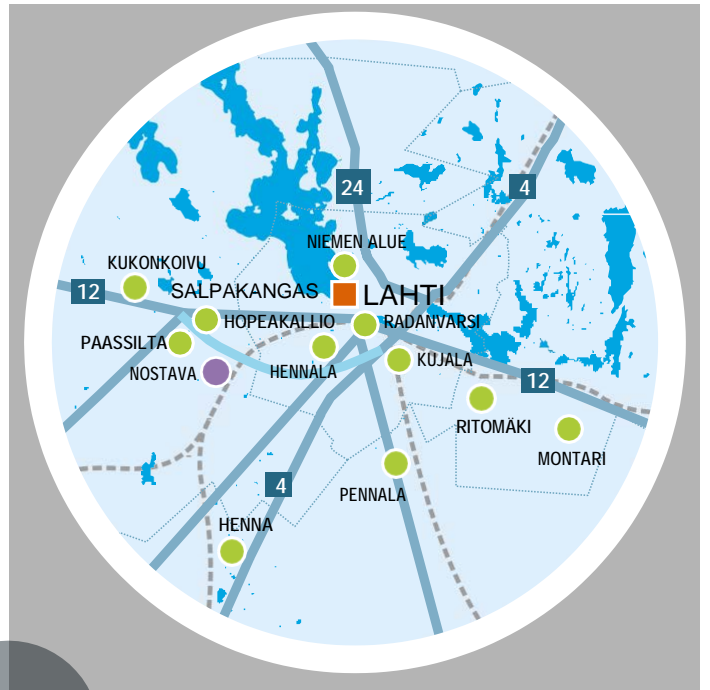 24
4
NIEMEN ALUE
KUKONKOIVU
12
SALPAKANGAS
LAHTI
HOPEAKALLIO
RADANVARSI
PAASSILTA
NOSTAVA
HENNALA
KUJALA
12
RITOMÄKI
MONTARI
4
PENNALA
HENNA